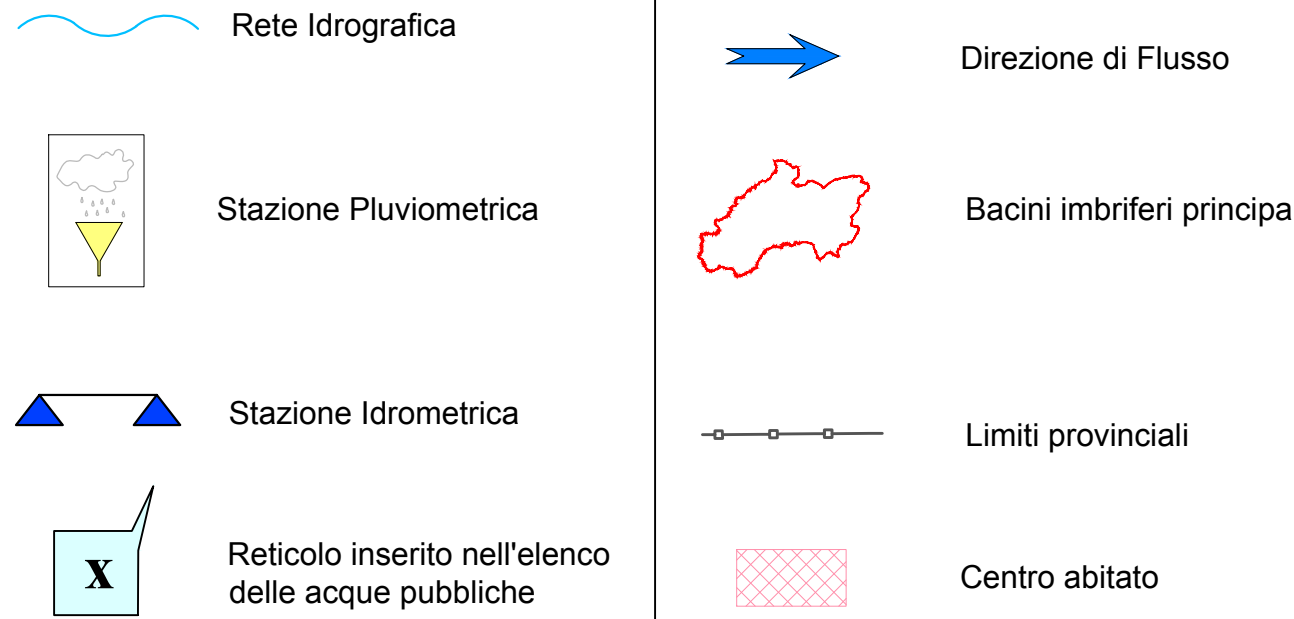 Rete Idrografica
Stazione Pluviometrica
Stazione Idrometrica
X
Reticolo inserito nell'elenco
delle acque pubbliche
Direzione di Flusso
Bacini imbriferi principa
Limiti provinciali
Centro abitato